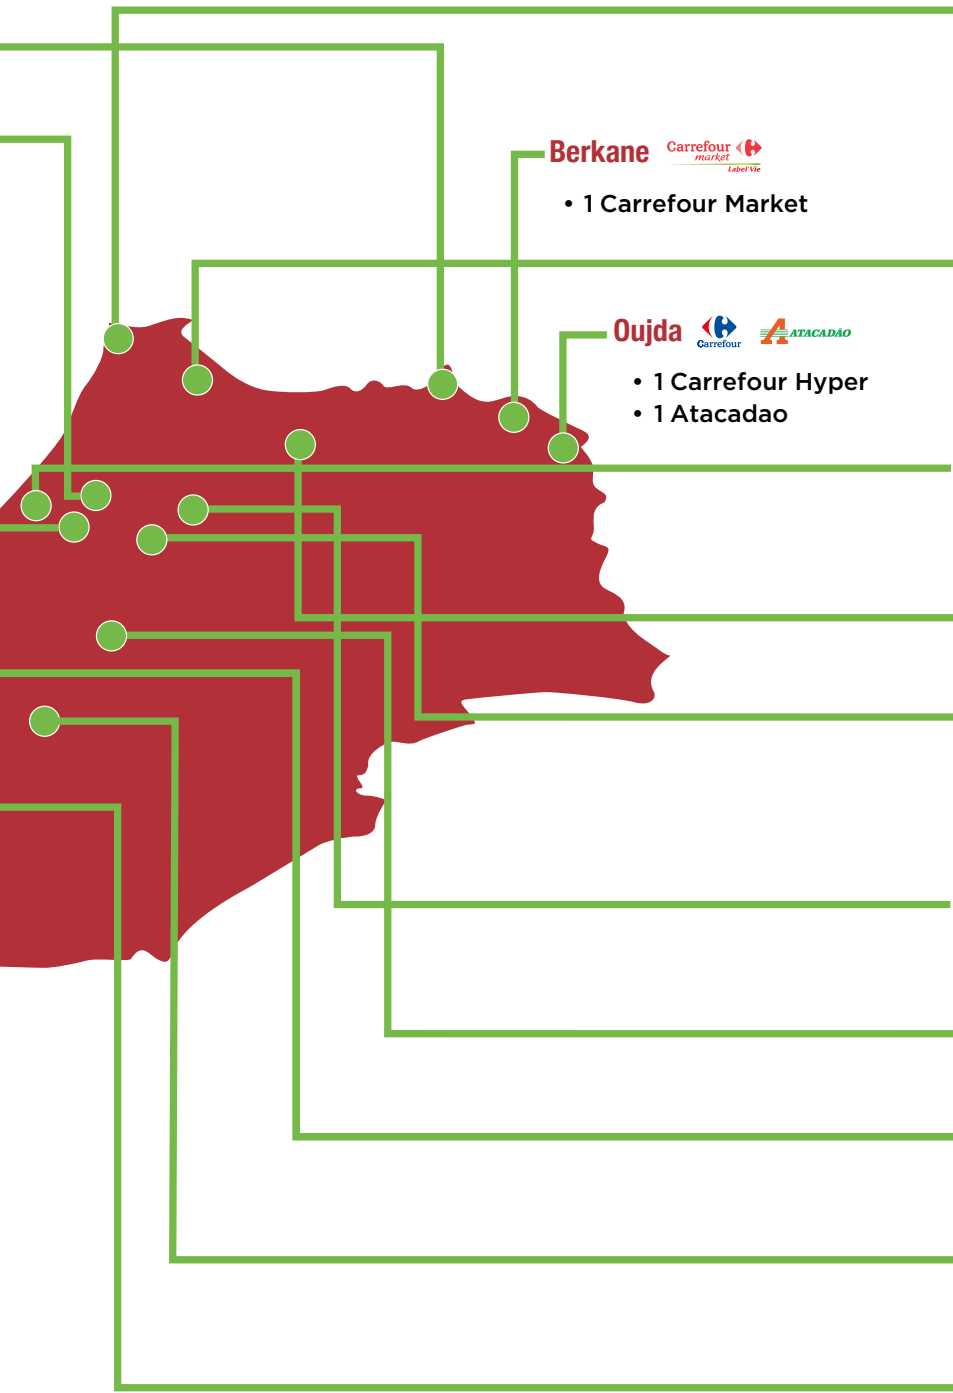 Berkane
Carrefour
market
Label'Vie
• 1 Carrefour Market
Oujda
Carrefour
ATACADÃO
• 1 Carrefour Hyper
• 1 Atacadao